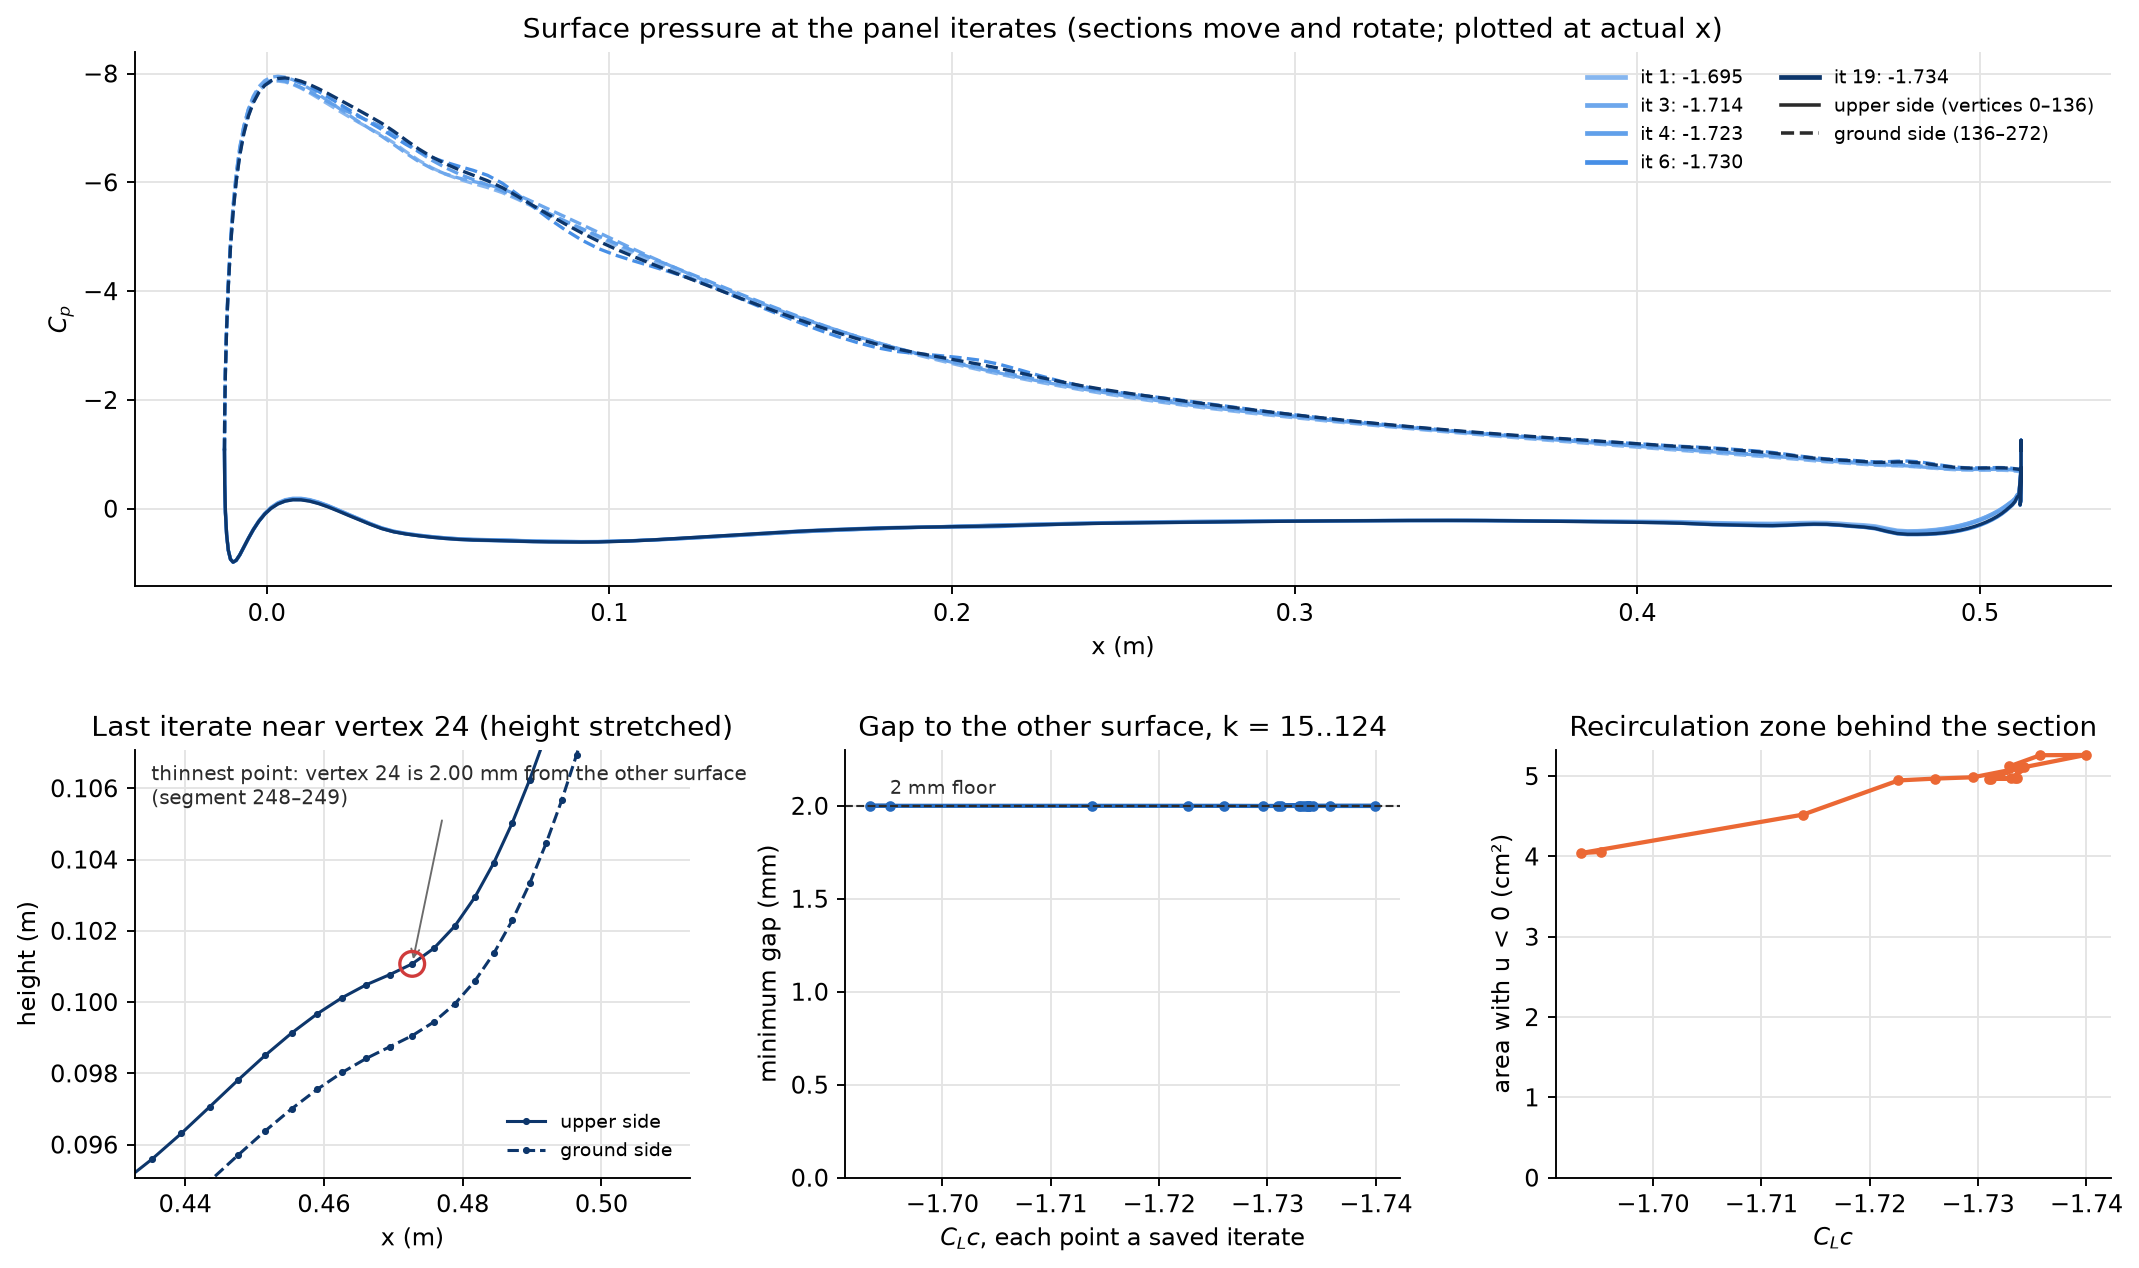 Surface pressure at the panel iterates (sections move and rotate; plotted at actual x)
−8
−6
−4
−2
0
Cp
it 1: -1.695
it 3: -1.714
it 4: -1.723
it 6: -1.730
it 19: -1.734
upper side (vertices 0–136)
ground side (136–272)
0.0
0.1
0.2
0.3
0.4
0.5
x (m)
Last iterate near vertex 24 (height stretched)
thinnest point: vertex 24 is 2.00 mm from the other surface
(segment 248–249)
0.106
0.104
0.102
0.100
0.098
0.096
height (m)
upper side
ground side
0.44
0.46
0.48
0.50
x (m)
Gap to the other surface, k = 15..124
2 mm floor
2.0
1.5
1.0
0.5
0.0
minimum gap (mm)
−1.70
−1.71
−1.72
−1.73
−1.74
CLc, each point a saved iterate
Recirculation zone behind the section
5
4
3
2
1
0
area with u < 0 (cm²)
−1.70
−1.71
−1.72
−1.73
−1.74
CLc